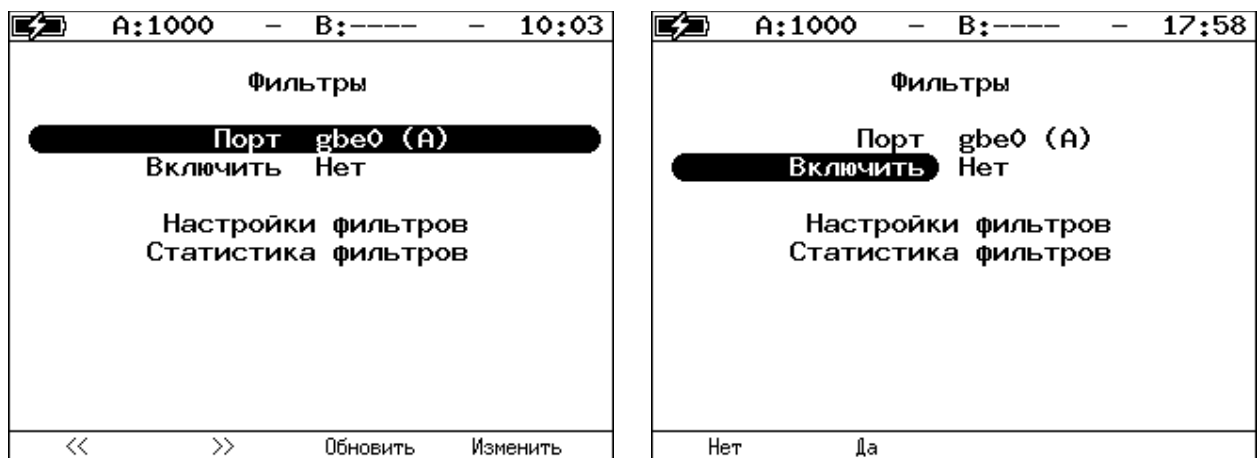 A:1000 – B:---- – 10:03
Фильтры
Порт gbe0 (A)
Включить Нет
Настройки фильтров
Статистика фильтров
<< >> Обновить Изменить
A:1000 – B:---- – 17:58
Фильтры
Порт gbe0 (A)
Включить Нет
Настройки фильтров
Статистика фильтров
Нет Да